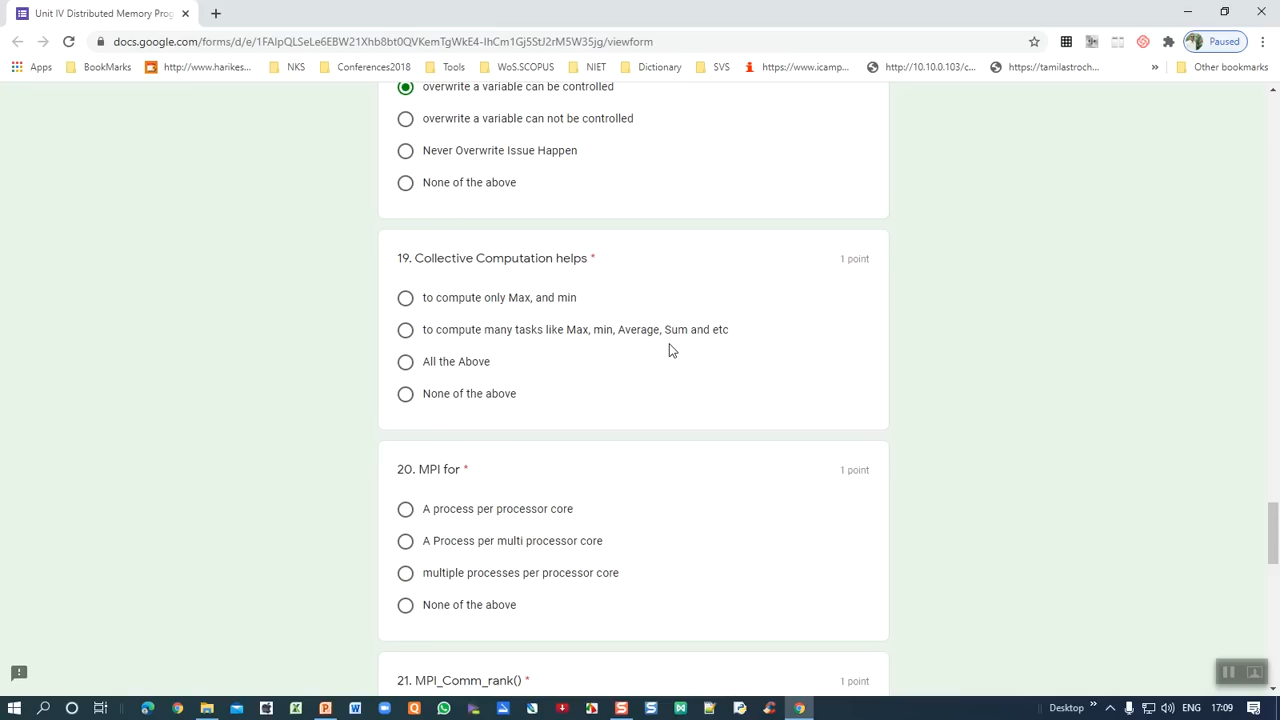 Unit IV Distributed Memory Prog
docs.google.com/forms/d/e/1FAIpQLSeLe6EBW21Xhb8bt0QVKemTgWkE4-IhCm1Gj5StJ2rM5W35jg/viewform
Paused
Apps BookMarks http://www.harikes... NKS Conferences2018 Tools WoS.SCOPUS NIET Dictionary SVS https://www.icamp... http://10.10.0.103/c... https://tamilastroch... » Other bookmarks
overwrite a variable can be controlled
overwrite a variable can not be controlled
Never Overwrite Issue Happen
None of the above
19. Collective Computation helps * 1 point
to compute only Max, and min
to compute many tasks like Max, min, Average, Sum and etc
All the Above
None of the above
20. MPI for * 1 point
A process per processor core
A Process per multi processor core
multiple processes per processor core
None of the above
21. MPI_Comm_rank() * 1 point
Desktop » ENG 17:09